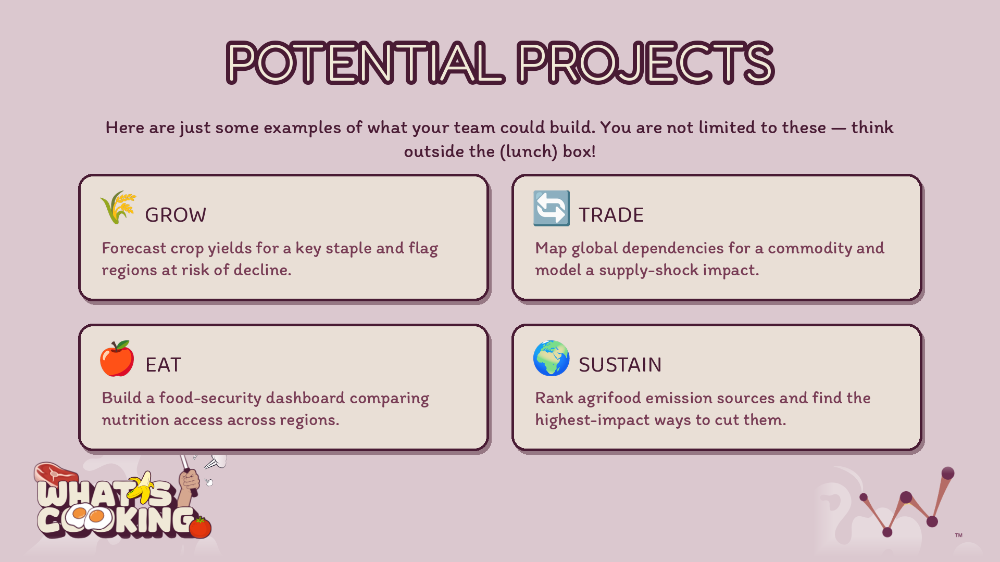 POTENTIAL PROJECTS
Here are just some examples of what your team could build. You are not limited to these — think
outside the (lunch) box!
GROW
Forecast crop yields for a key staple and flag
regions at risk of decline.
TRADE
Map global dependencies for a commodity and
model a supply-shock impact.
EAT
Build a food-security dashboard comparing
nutrition access across regions.
SUSTAIN
Rank agrifood emission sources and find the
highest-impact ways to cut them.
WHAT'S
COOKING
TM